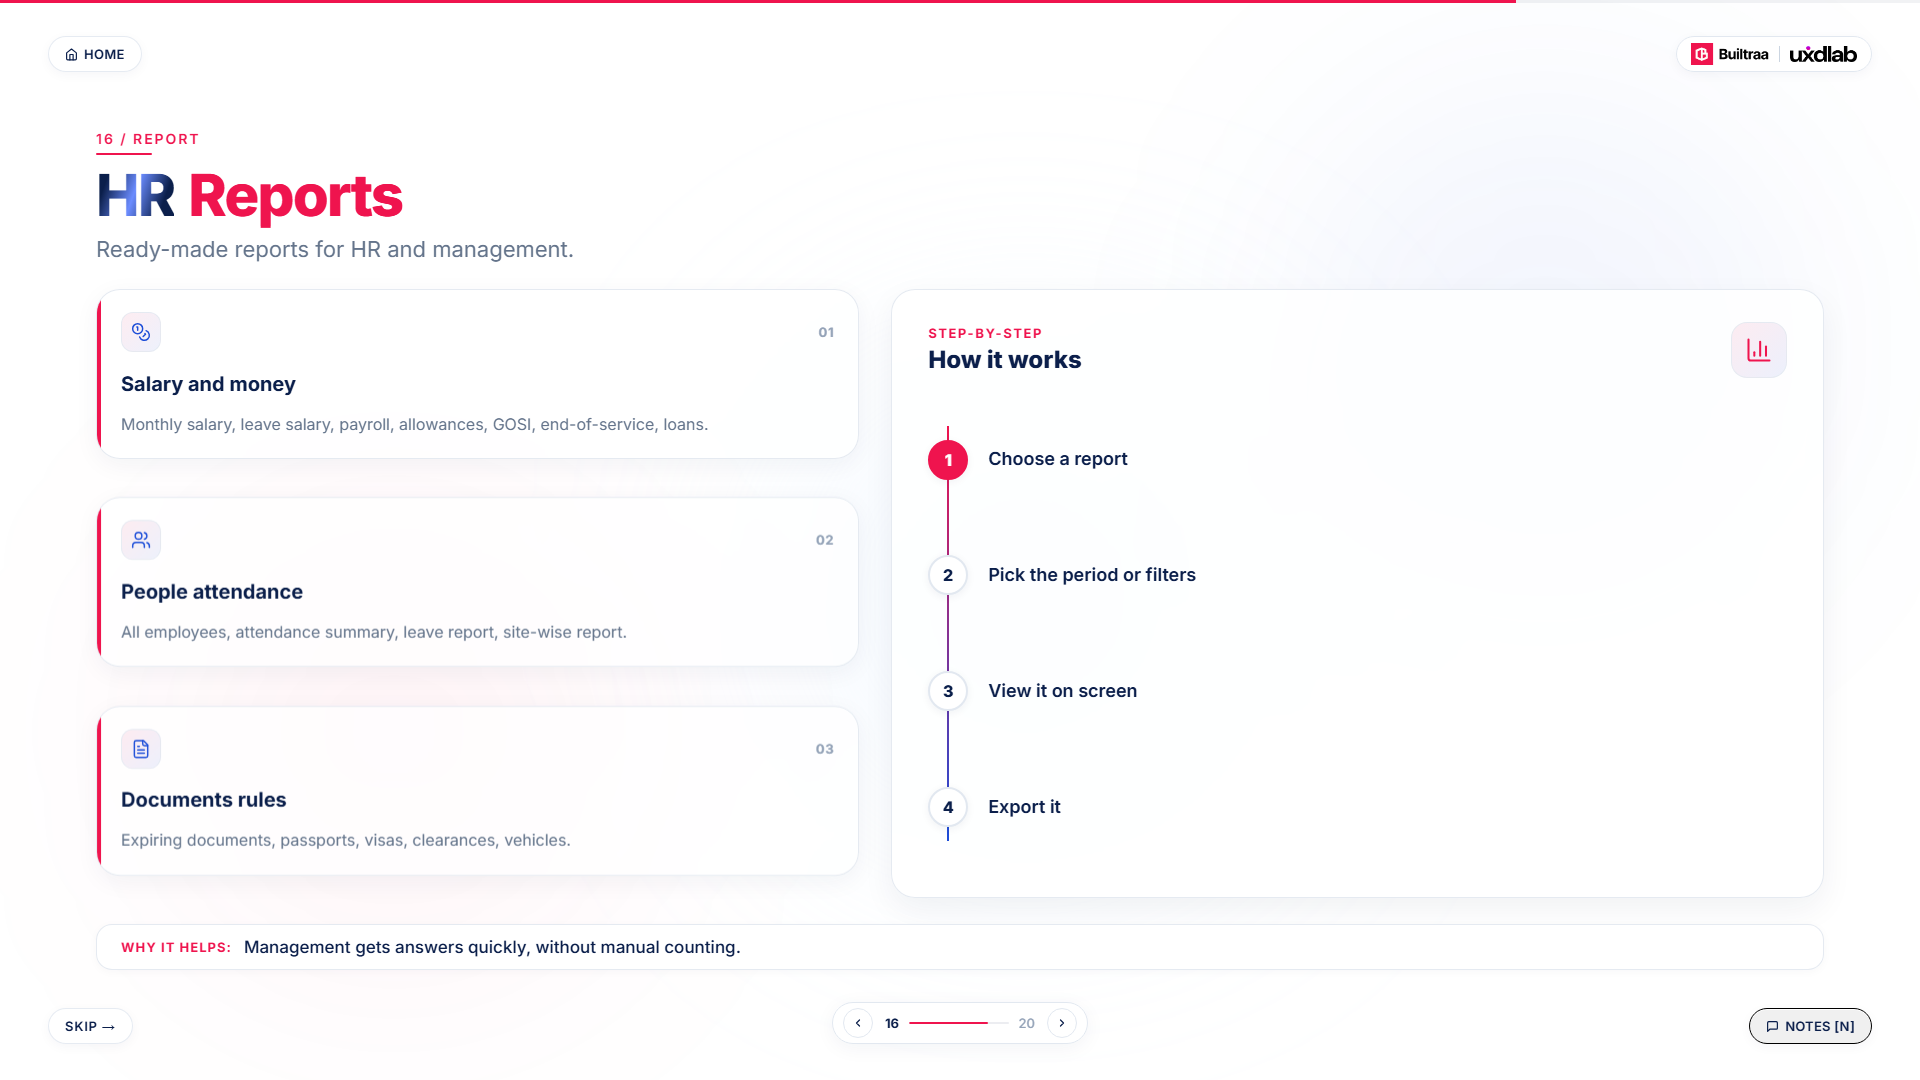 HOME
Builtraa
uxdlab
16 / REPORT
HR Reports
Ready-made reports for HR and management.
01
Salary and money
Monthly salary, leave salary, payroll, allowances, GOSI, end-of-service, loans.
02
People attendance
All employees, attendance summary, leave report, site-wise report.
03
Documents rules
Expiring documents, passports, visas, clearances, vehicles.
STEP-BY-STEP
How it works
1 Choose a report
2 Pick the period or filters
3 View it on screen
4 Export it
WHY IT HELPS: Management gets answers quickly, without manual counting.
SKIP →
16 20
NOTES [N]